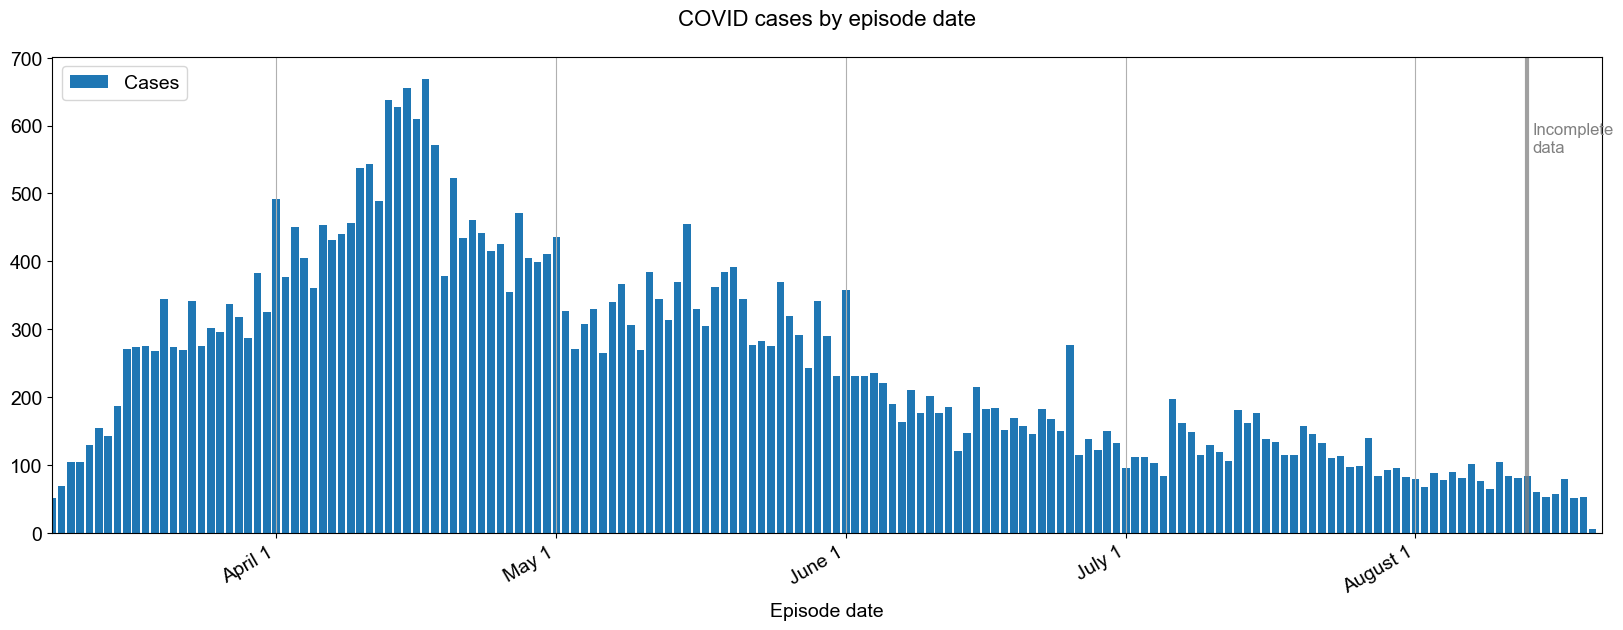 COVID cases by episode date
700
Cases
600
Incomplete
data
500
400
300
200
100
0
April 1
May 1
June 1
July 1
August 1
Episode date